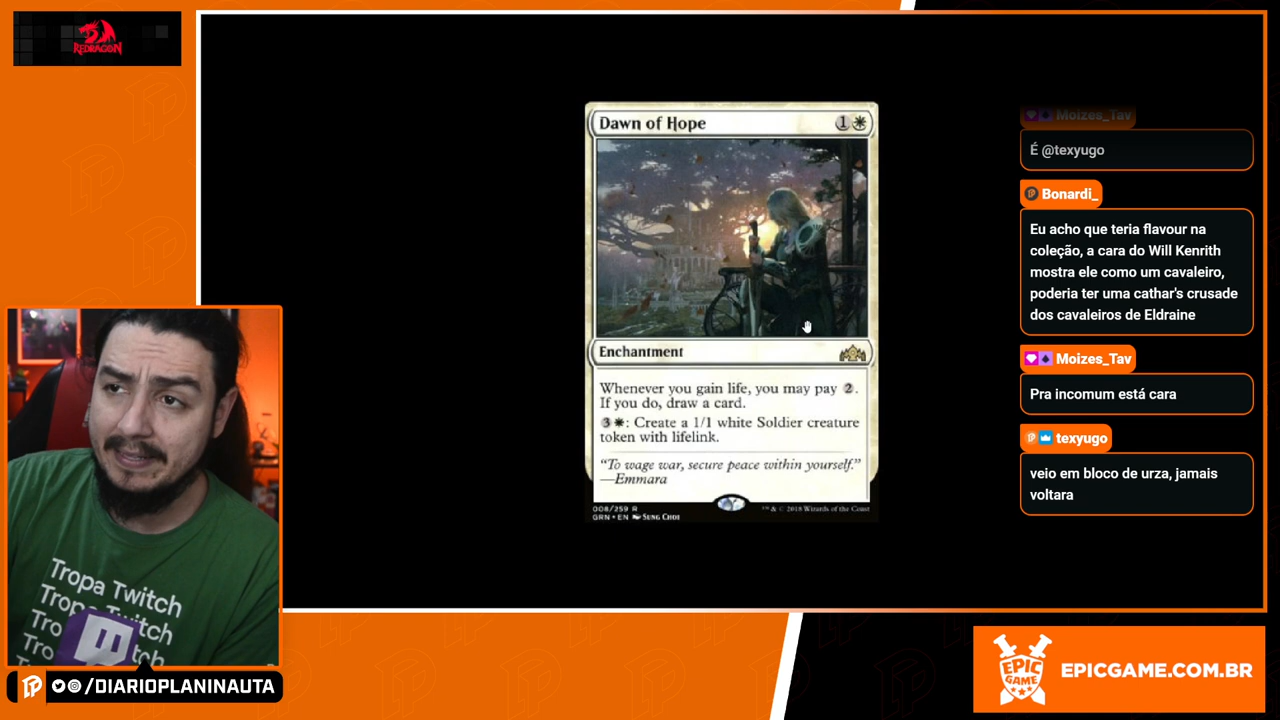 REDRAGON
Dawn of Hope
1
Enchantment
Whenever you gain life, you may pay 2.
If you do, draw a card.
3: Create a 1/1 white Soldier creature
token with lifelink.
“To wage war, secure peace within yourself.”
—Emmara
008/259 R
GRN • EN Sung Choi
™ & © 2018 Wizards of the Coast
Moizes_Tav
É @texyugo
Bonardi_
Eu acho que teria flavour na
coleção, a cara do Will Kenrith
mostra ele como um cavaleiro,
poderia ter uma cathar's crusade
dos cavaleiros de Eldraine
Moizes_Tav
Pra incomum está cara
texyugo
veio em bloco de urza, jamais
voltara
Tropa Twitch
Tropa Twitch
Tro tch
Tro
/DIARIOPLANINAUTA
EPIC
GAME
EPICGAME.COM.BR